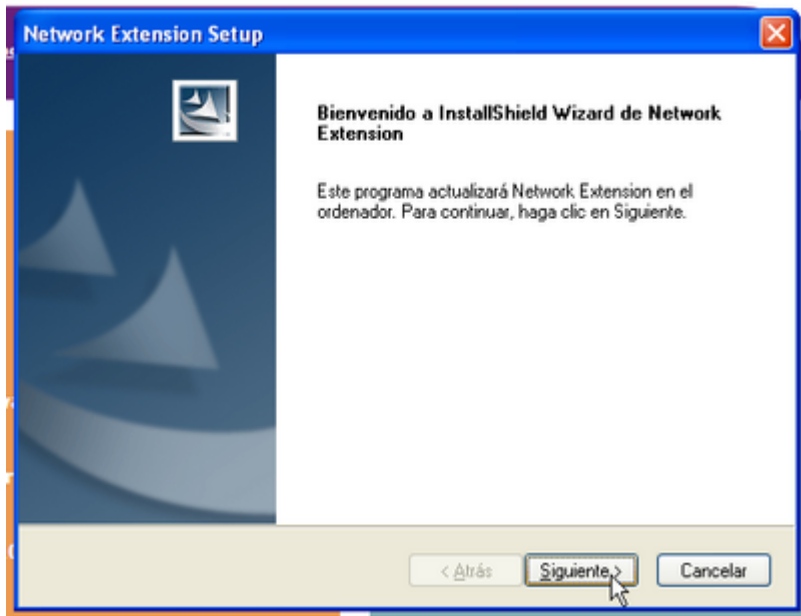 Network Extension Setup
Bienvenido a InstallShield Wizard de Network
Extension
Este programa actualizará Network Extension en el
ordenador. Para continuar, haga clic en Siguiente.
< Atrás
Siguiente >
Cancelar